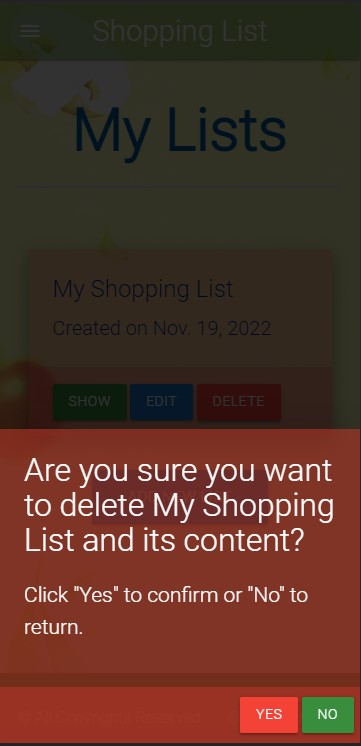 Shopping List
My Lists
My Shopping List
Created on Nov. 19, 2022
SHOW EDIT DELETE
Are you sure you want
to delete My Shopping
List and its content?
Click "Yes" to confirm or "No" to
return.
YES NO